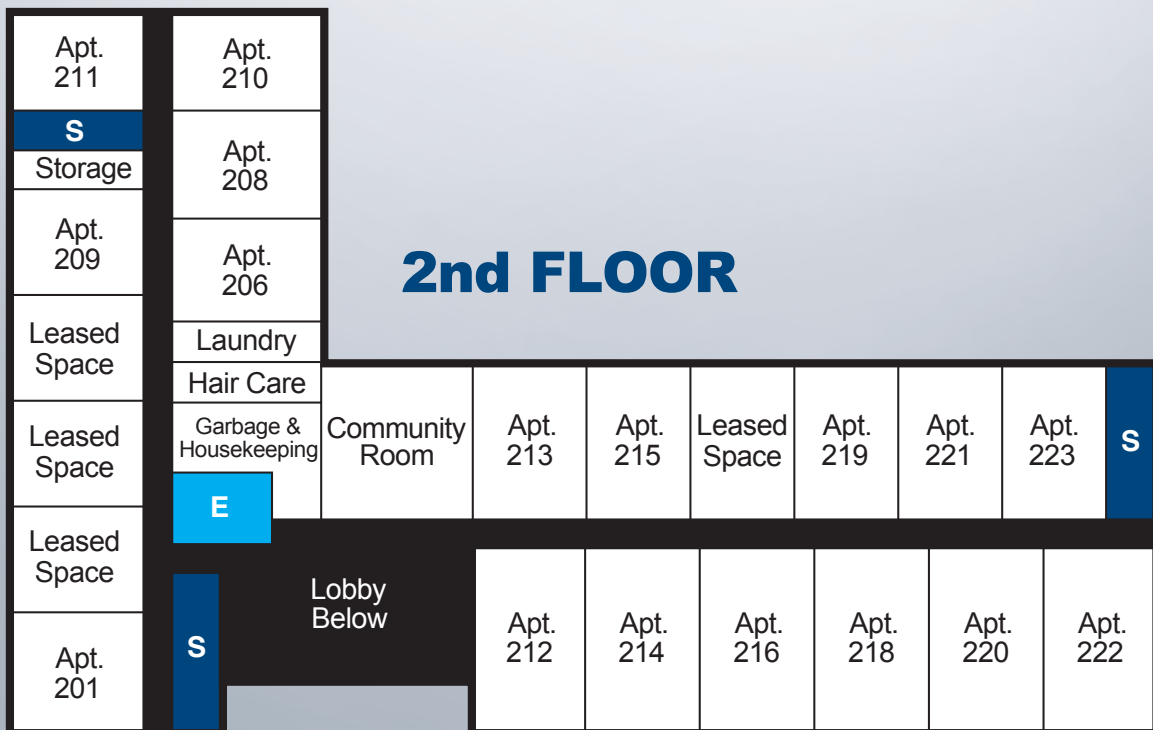 Apt.
211
S
Storage
Apt.
209
Leased
Space
Leased
Space
Leased
Space
Apt.
201
Apt.
210
Apt.
208
Apt.
206
Laundry
Hair Care
Garbage &
Housekeeping
E
S
2nd FLOOR
Community
Room
Apt.
213
Apt.
215
Leased
Space
Apt.
219
Apt.
221
Apt.
223
S
Lobby
Below
Apt.
212
Apt.
214
Apt.
216
Apt.
218
Apt.
220
Apt.
222